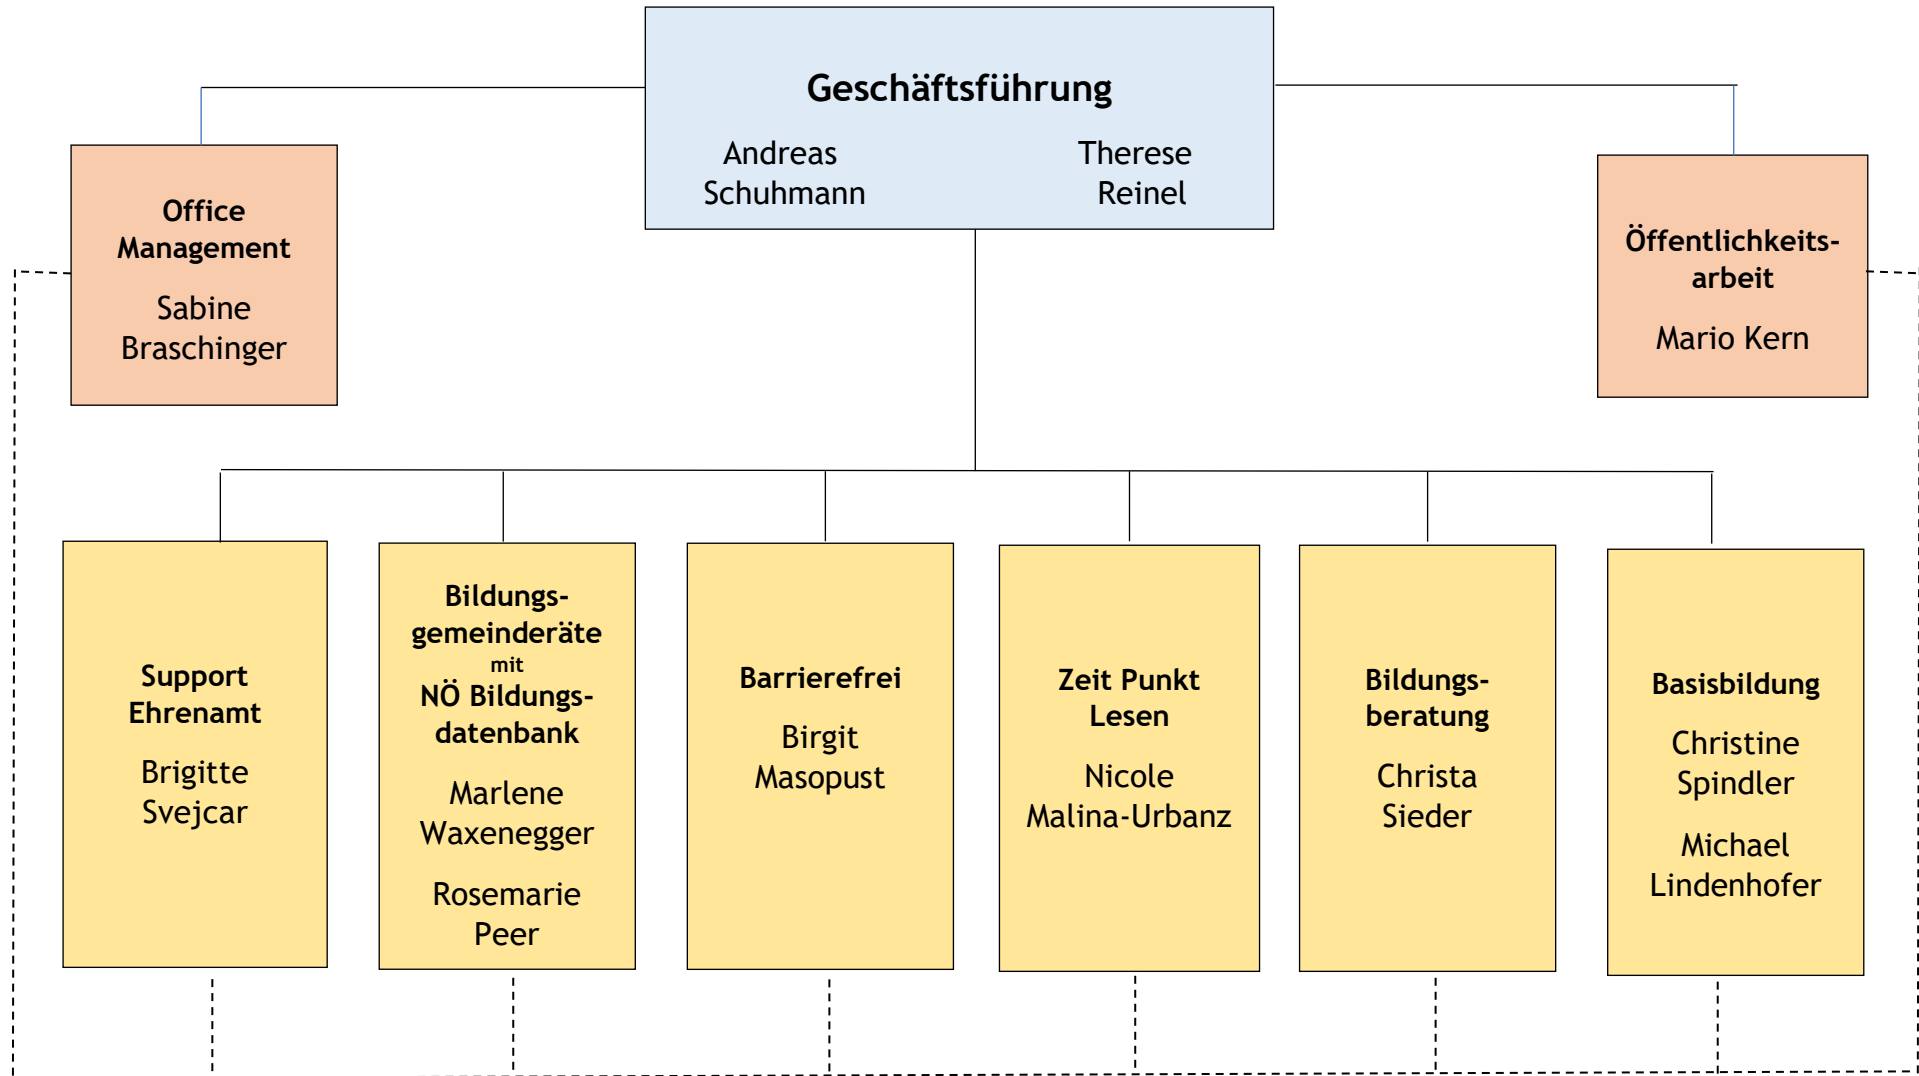 Geschäftsführung
Andreas
Schuhmann
Therese
Reinel
Office
Management
Sabine
Braschinger
Öffentlichkeits-
arbeit
Mario Kern
Support
Ehrenamt
Brigitte
Svejcar
Bildungs-
gemeinderäte
mit
NÖ Bildungs-
datenbank
Marlene
Waxenegger
Rosemarie
Peer
Barrierefrei
Birgit
Masopust
Zeit Punkt
Lesen
Nicole
Malina-Urbanz
Bildungs-
beratung
Christa
Sieder
Basisbildung
Christine
Spindler
Michael
Lindenhofer